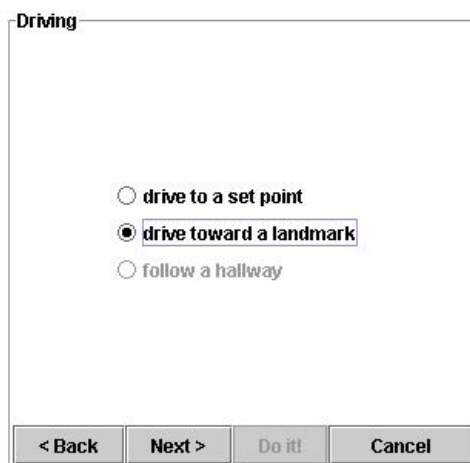 Driving
drive to a set point
drive toward a landmark
follow a hallway
< Back Next > Do it! Cancel